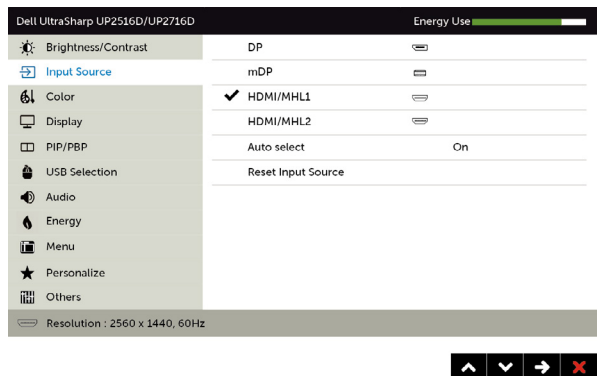 Dell UltraSharp UP2516D/UP2716D Energy Use
Brightness/Contrast
Input Source
Color
Display
PIP/PBP
USB Selection
Audio
Energy
Menu
Personalize
Others
DP
mDP
HDMI/MHL1
HDMI/MHL2
Auto select On
Reset Input Source
Resolution : 2560 x 1440, 60Hz